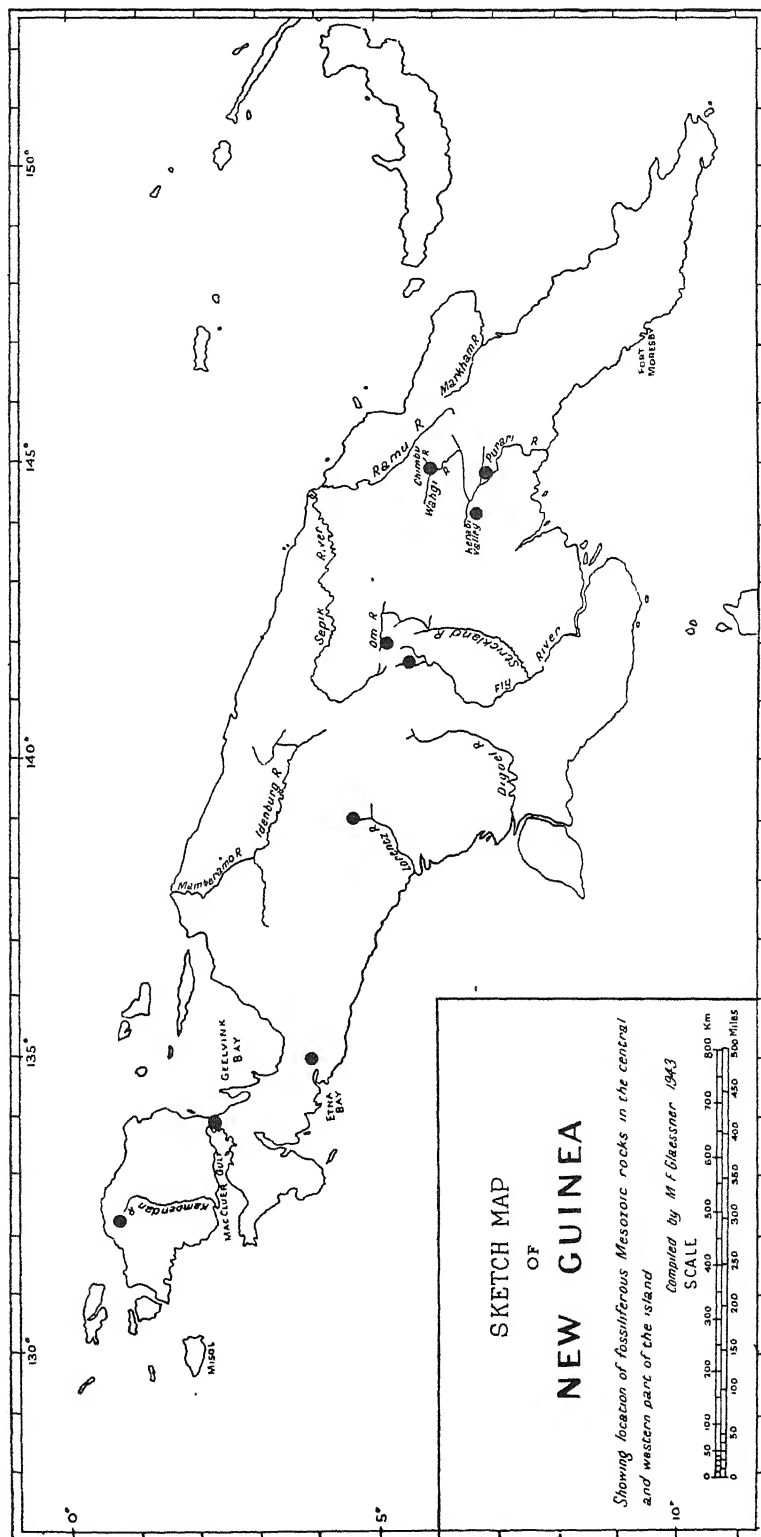 130°
135°
140°
145°
150°
0°
5°
10°
MISOL
Kamoendan R
MACCLUER GULF
GEELVINK
BAY
ETNA
BAY
Mamberamo R
Idenburg R
Lorentz R
Digoel R
Sepik River
Om R
Strickland R
Fly River
Ramu R
Chimbu
R
Wahgi R
Kerabi
Valley
Purari R
Markham R
PORT
MORESBY
SKETCH MAP
OF
NEW GUINEA
Showing location of fossiliferous Mesozoic rocks in the central
and western part of the island
Compiled by M F Glaessner 1943
SCALE
0 50 100 200 300 400 500 600 700 800 Km
0 50 100 150 200 250 300 350 400 450 500 Miles